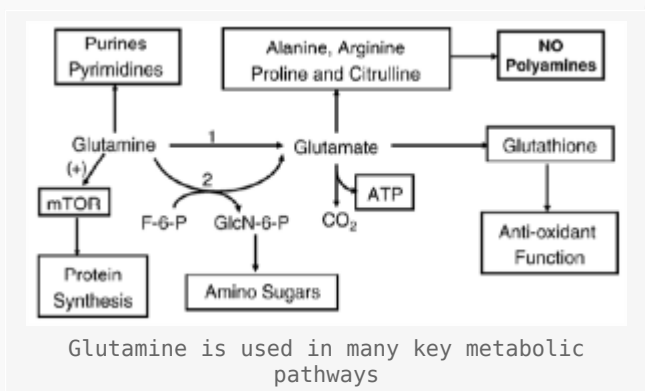 Purines
Pyrimidines
Alanine, Arginine
Proline and Citrulline
NO
Polyamines
Glutamine
1
Glutamate
Glutathione
(+)
2
mTOR
F-6-P
GlcN-6-P
CO2
ATP
Protein
Synthesis
Amino Sugars
Anti-oxidant
Function
Glutamine is used in many key metabolic
pathways